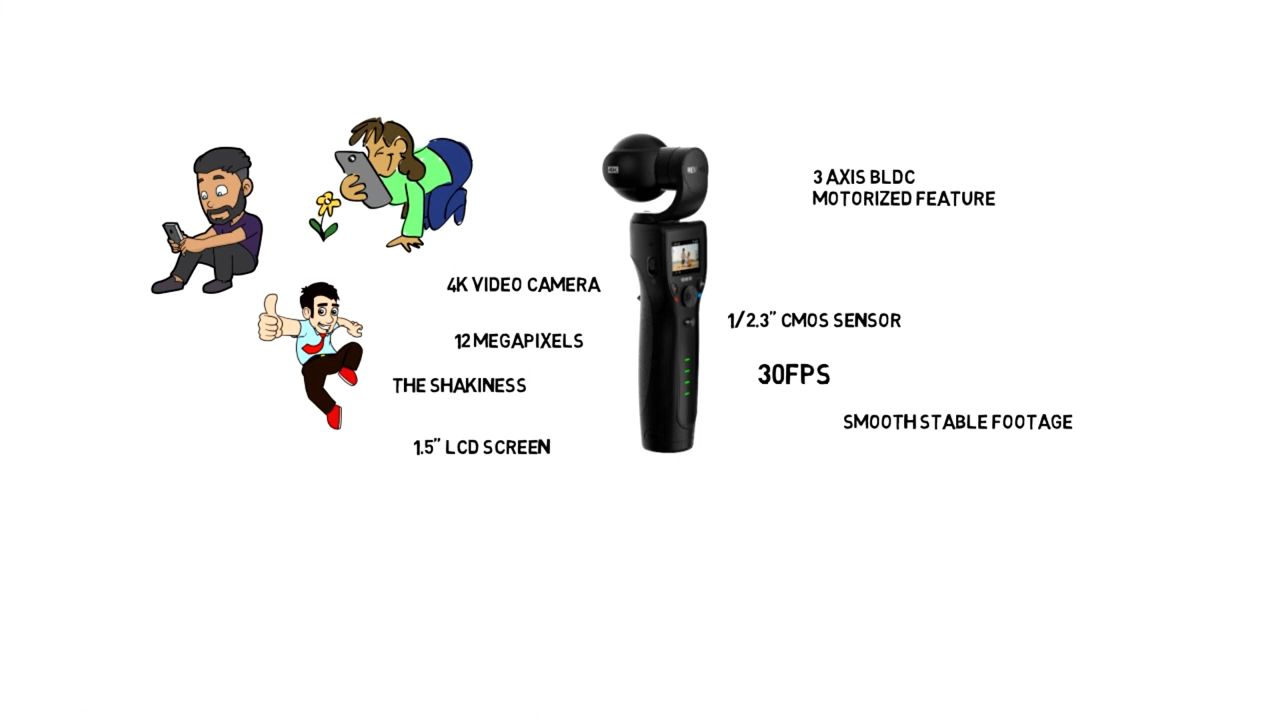 3 AXIS BLDC
MOTORIZED FEATURE
4K VIDEO CAMERA
1/2.3" CMOS SENSOR
12 MEGAPIXELS
30FPS
THE SHAKINESS
SMOOTH STABLE FOOTAGE
1.5" LCD SCREEN